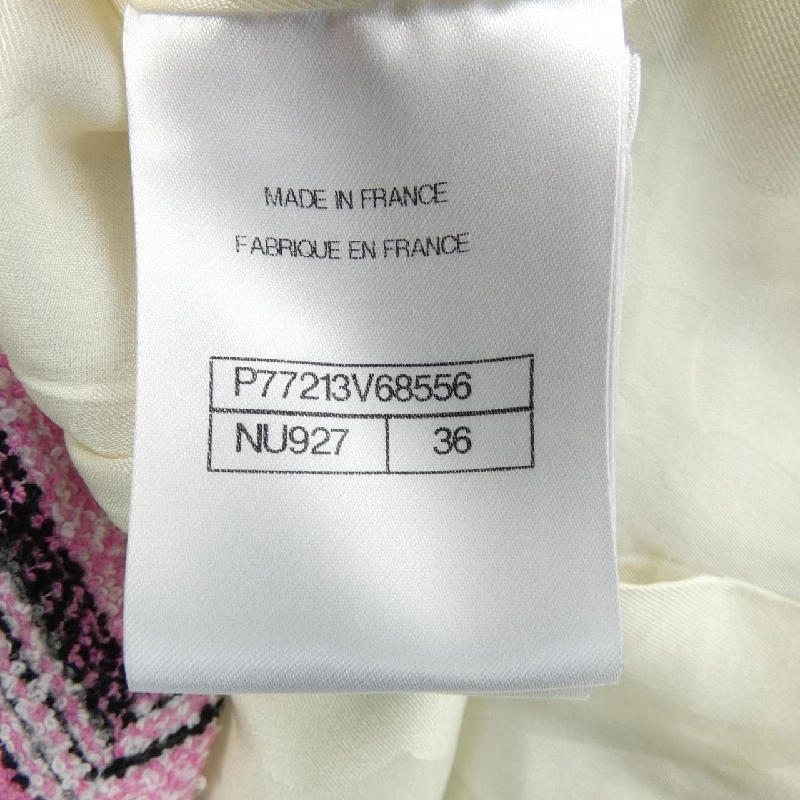 MADE IN FRANCE
FABRIQUE EN FRANCE
P77213V68556
NU927 36